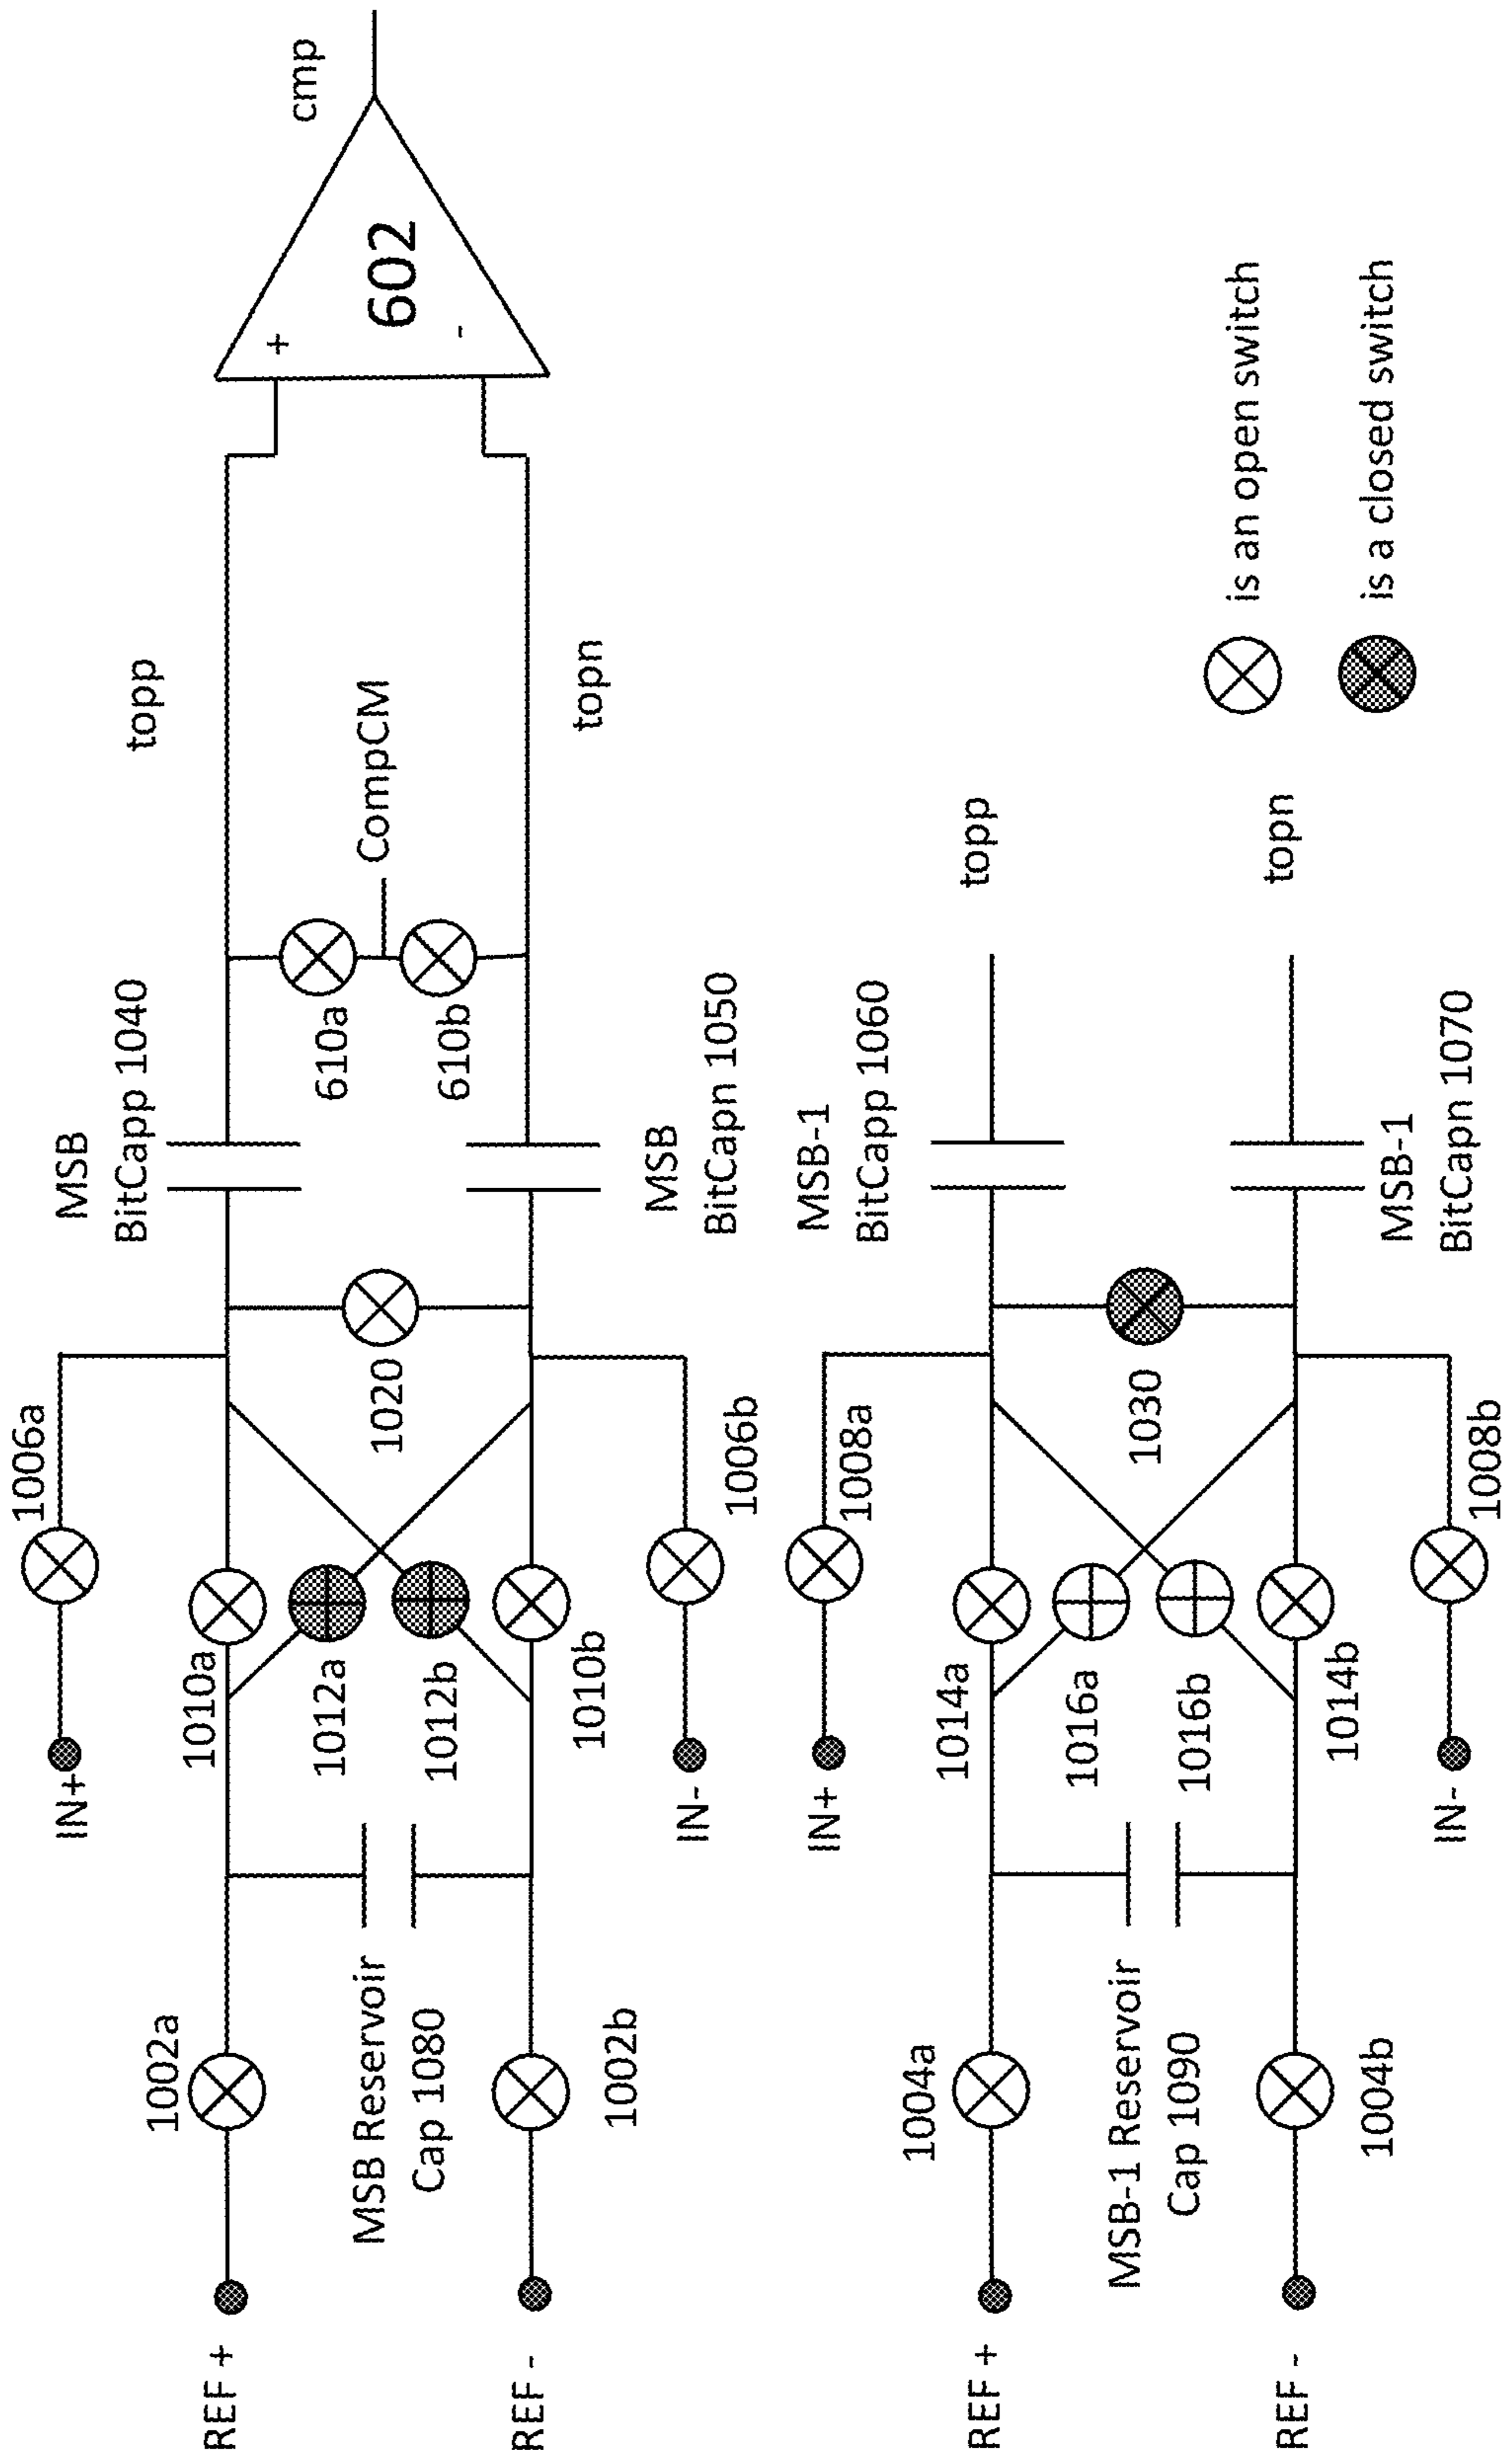 1006a
IN+
MSB
BitCapp 1040
topp
cmp
1002a
1010a
REF +
MSB Reservoir
Cap 1080
1012a
1012b
1020
610a
610b
CompCM
+
-
602
REF -
1002b
1010b
IN-
1006b
MSB
BitCapn 1050
topn
1008a
IN+
MSB-1
BitCapp 1060
topp
1004a
1014a
REF +
MSB-1 Reservoir
Cap 1090
1016a
1016b
1030
REF -
1004b
1014b
IN-
1008b
MSB-1
BitCapn 1070
topn
is an open switch
is a closed switch